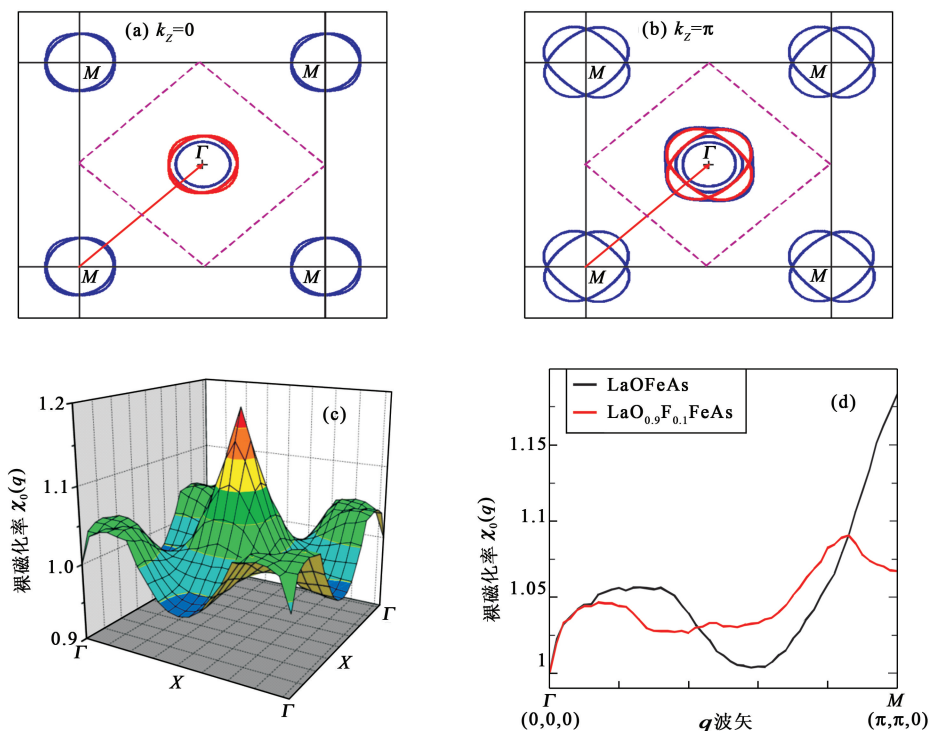 (a) k_Z=0
M
M
Γ
M
M
(b) k_Z=π
M
M
Γ
M
M
(c)
1.2
1.1
1.0
0.9
裸磁化率 χ₀(q)
Γ
X
Γ
X
Γ
LaOFeAs
LaO₀.₉F₀.₁FeAs
(d)
1.15
1.10
1.05
1
裸磁化率 χ₀(q)
Γ
M
(0,0,0)
q波矢
(π,π,0)